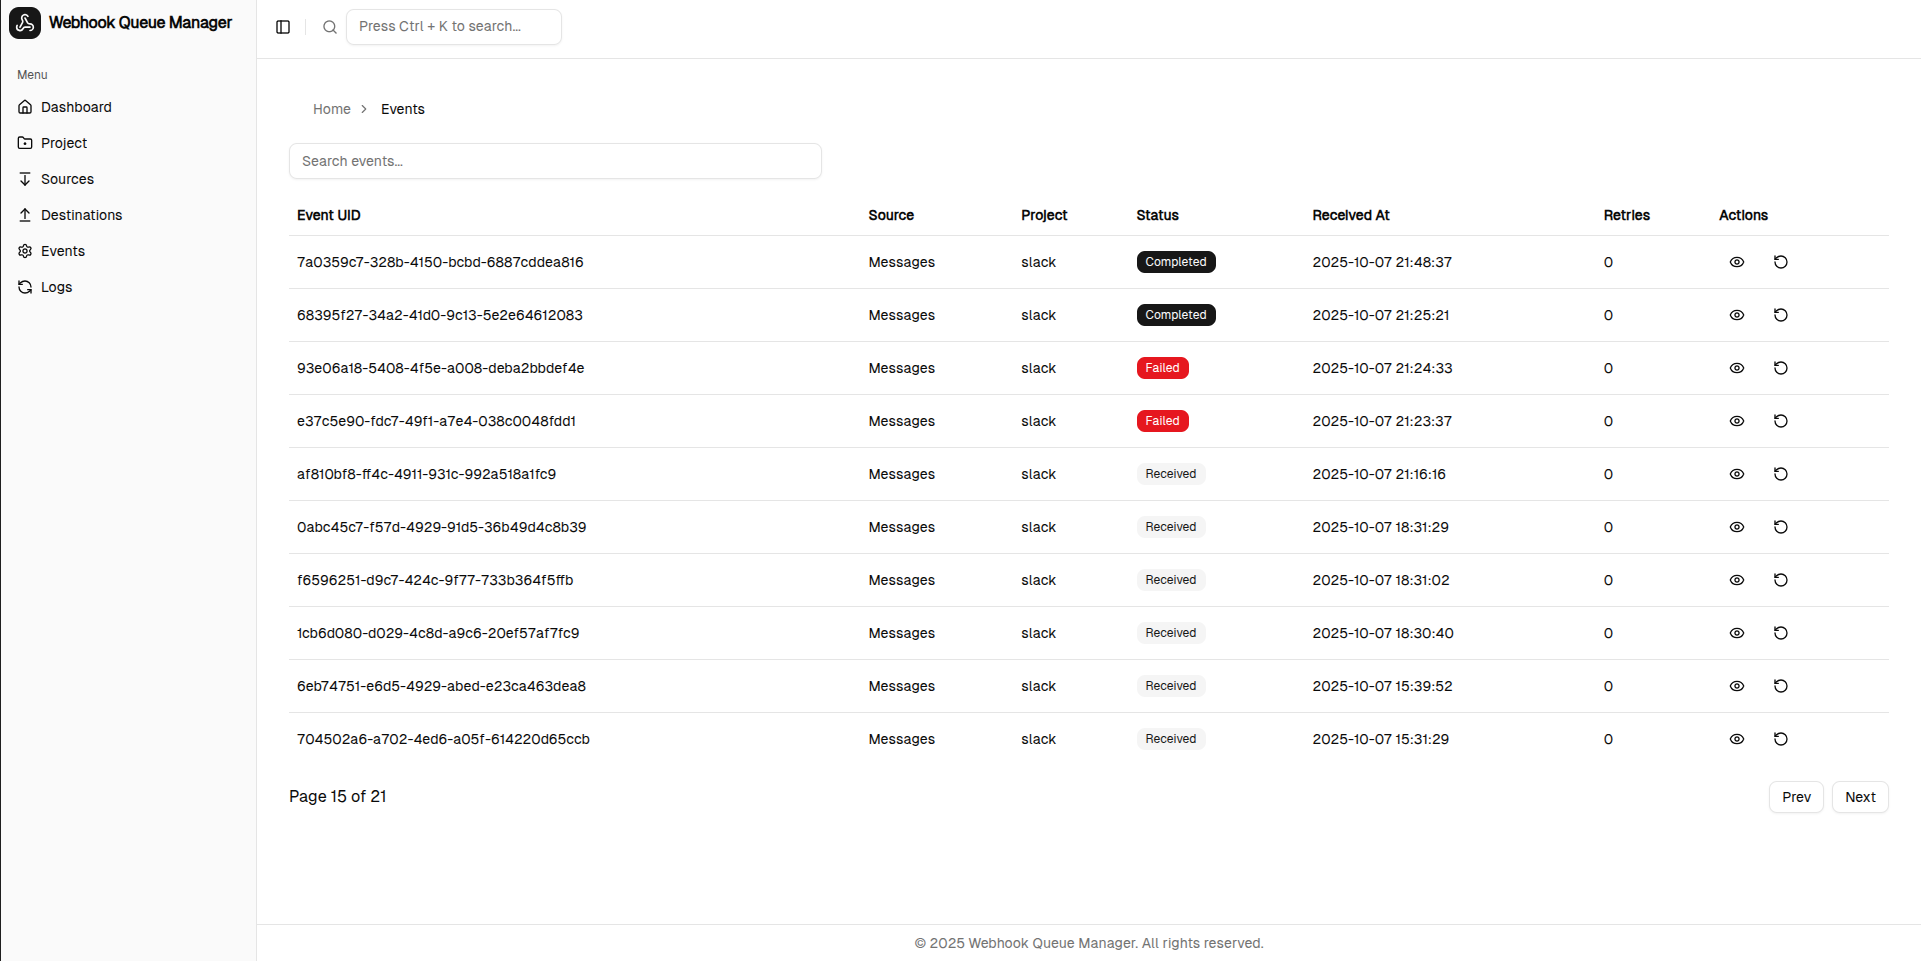 Webhook Queue Manager
Press Ctrl + K to search...
Menu
Dashboard
Project
Sources
Destinations
Events
Logs
Home > Events
Search events...
Event UID Source Project Status Received At Retries Actions
7a0359c7-328b-4150-bcbd-6887cddea816 Messages slack Completed 2025-10-07 21:48:37 0
68395f27-34a2-41d0-9c13-5e2e64612083 Messages slack Completed 2025-10-07 21:25:21 0
93e06a18-5408-4f5e-a008-deba2bbdef4e Messages slack Failed 2025-10-07 21:24:33 0
e37c5e90-fdc7-49f1-a7e4-038c0048fdd1 Messages slack Failed 2025-10-07 21:23:37 0
af810bf8-ff4c-4911-931c-992a518a1fc9 Messages slack Received 2025-10-07 21:16:16 0
0abc45c7-f57d-4929-91d5-36b49d4c8b39 Messages slack Received 2025-10-07 18:31:29 0
f6596251-d9c7-424c-9f77-733b364f5ffb Messages slack Received 2025-10-07 18:31:02 0
1cb6d080-d029-4c8d-a9c6-20ef57af7fc9 Messages slack Received 2025-10-07 18:30:40 0
6eb74751-e6d5-4929-abed-e23ca463dea8 Messages slack Received 2025-10-07 15:39:52 0
704502a6-a702-4ed6-a05f-614220d65ccb Messages slack Received 2025-10-07 15:31:29 0
Page 15 of 21 Prev Next
© 2025 Webhook Queue Manager. All rights reserved.